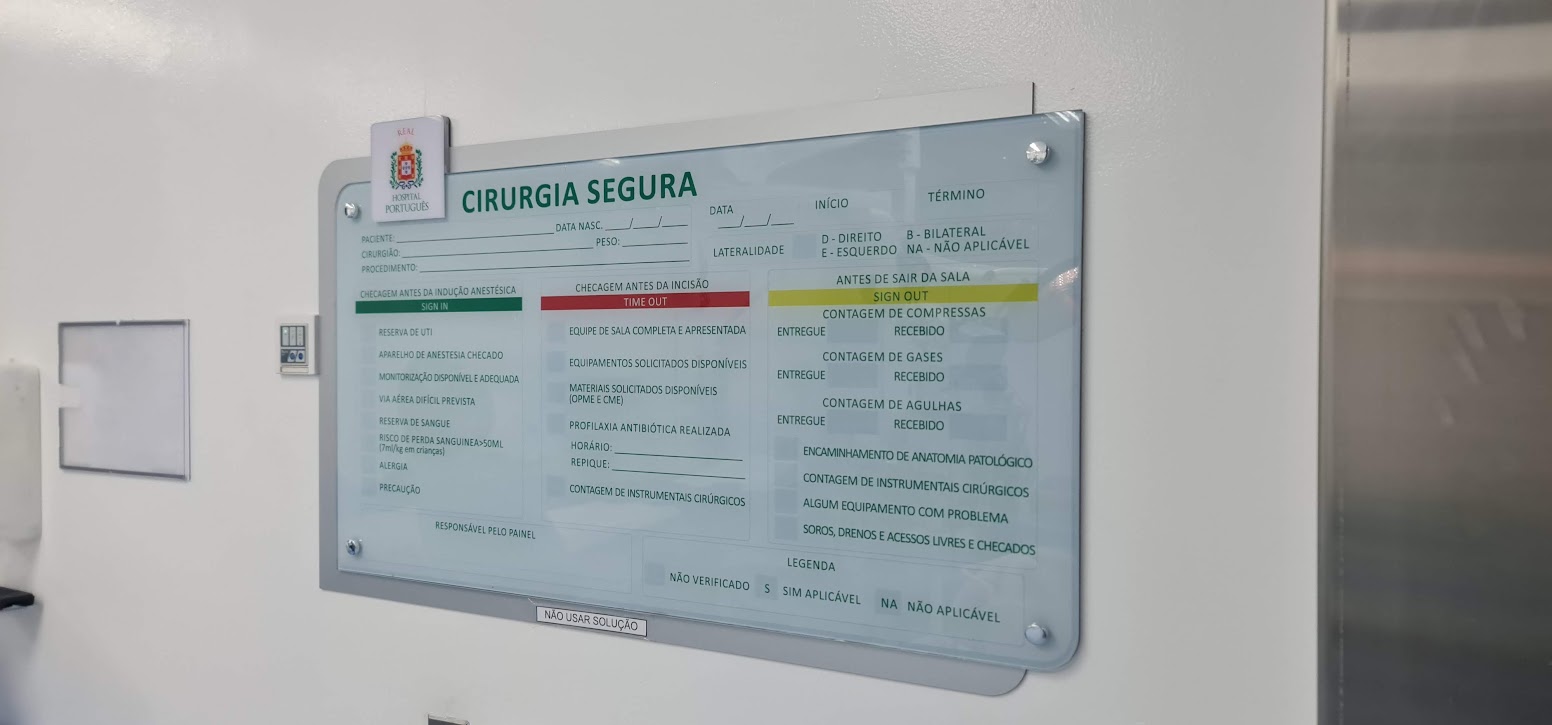 HOSPITAL
PORTUGUÊS
CIRURGIA SEGURA
PACIENTE: DATA NASC. / /
CIRURGIÃO: PESO:
PROCEDIMENTO:
DATA INÍCIO TÉRMINO
/ /
LATERALIDADE D - DIREITO B - BILATERAL
E - ESQUERDO NA - NÃO APLICÁVEL
CHECAGEM ANTES DA INDUÇÃO ANESTÉSICA
SIGN IN
RESERVA DE UTI
APARELHO DE ANESTESIA CHECADO
MONITORIZAÇÃO DISPONÍVEL E ADEQUADA
VIA AÉREA DIFÍCIL PREVISTA
RESERVA DE SANGUE
RISCO DE PERDA SANGUINEA>50ML
(7ml/kg em crianças)
ALERGIA
PRECAUÇÃO
CHECAGEM ANTES DA INCISÃO
TIME OUT
EQUIPE DE SALA COMPLETA E APRESENTADA
EQUIPAMENTOS SOLICITADOS DISPONÍVEIS
MATERIAIS SOLICITADOS DISPONÍVEIS
(OPME E CME)
PROFILAXIA ANTIBIÓTICA REALIZADA
HORÁRIO:
REPIQUE:
CONTAGEM DE INSTRUMENTAIS CIRÚRGICOS
ANTES DE SAIR DA SALA
SIGN OUT
CONTAGEM DE COMPRESSAS
ENTREGUE RECEBIDO
CONTAGEM DE GASES
ENTREGUE RECEBIDO
CONTAGEM DE AGULHAS
ENTREGUE RECEBIDO
ENCAMINHAMENTO DE ANATOMIA PATOLÓGICO
CONTAGEM DE INSTRUMENTAIS CIRÚRGICOS
ALGUM EQUIPAMENTO COM PROBLEMA
SOROS, DRENOS E ACESSOS LIVRES E CHECADOS
RESPONSÁVEL PELO PAINEL
LEGENDA
NÃO VERIFICADO S SIM APLICÁVEL NA NÃO APLICÁVEL
NÃO USAR SOLUÇÃO